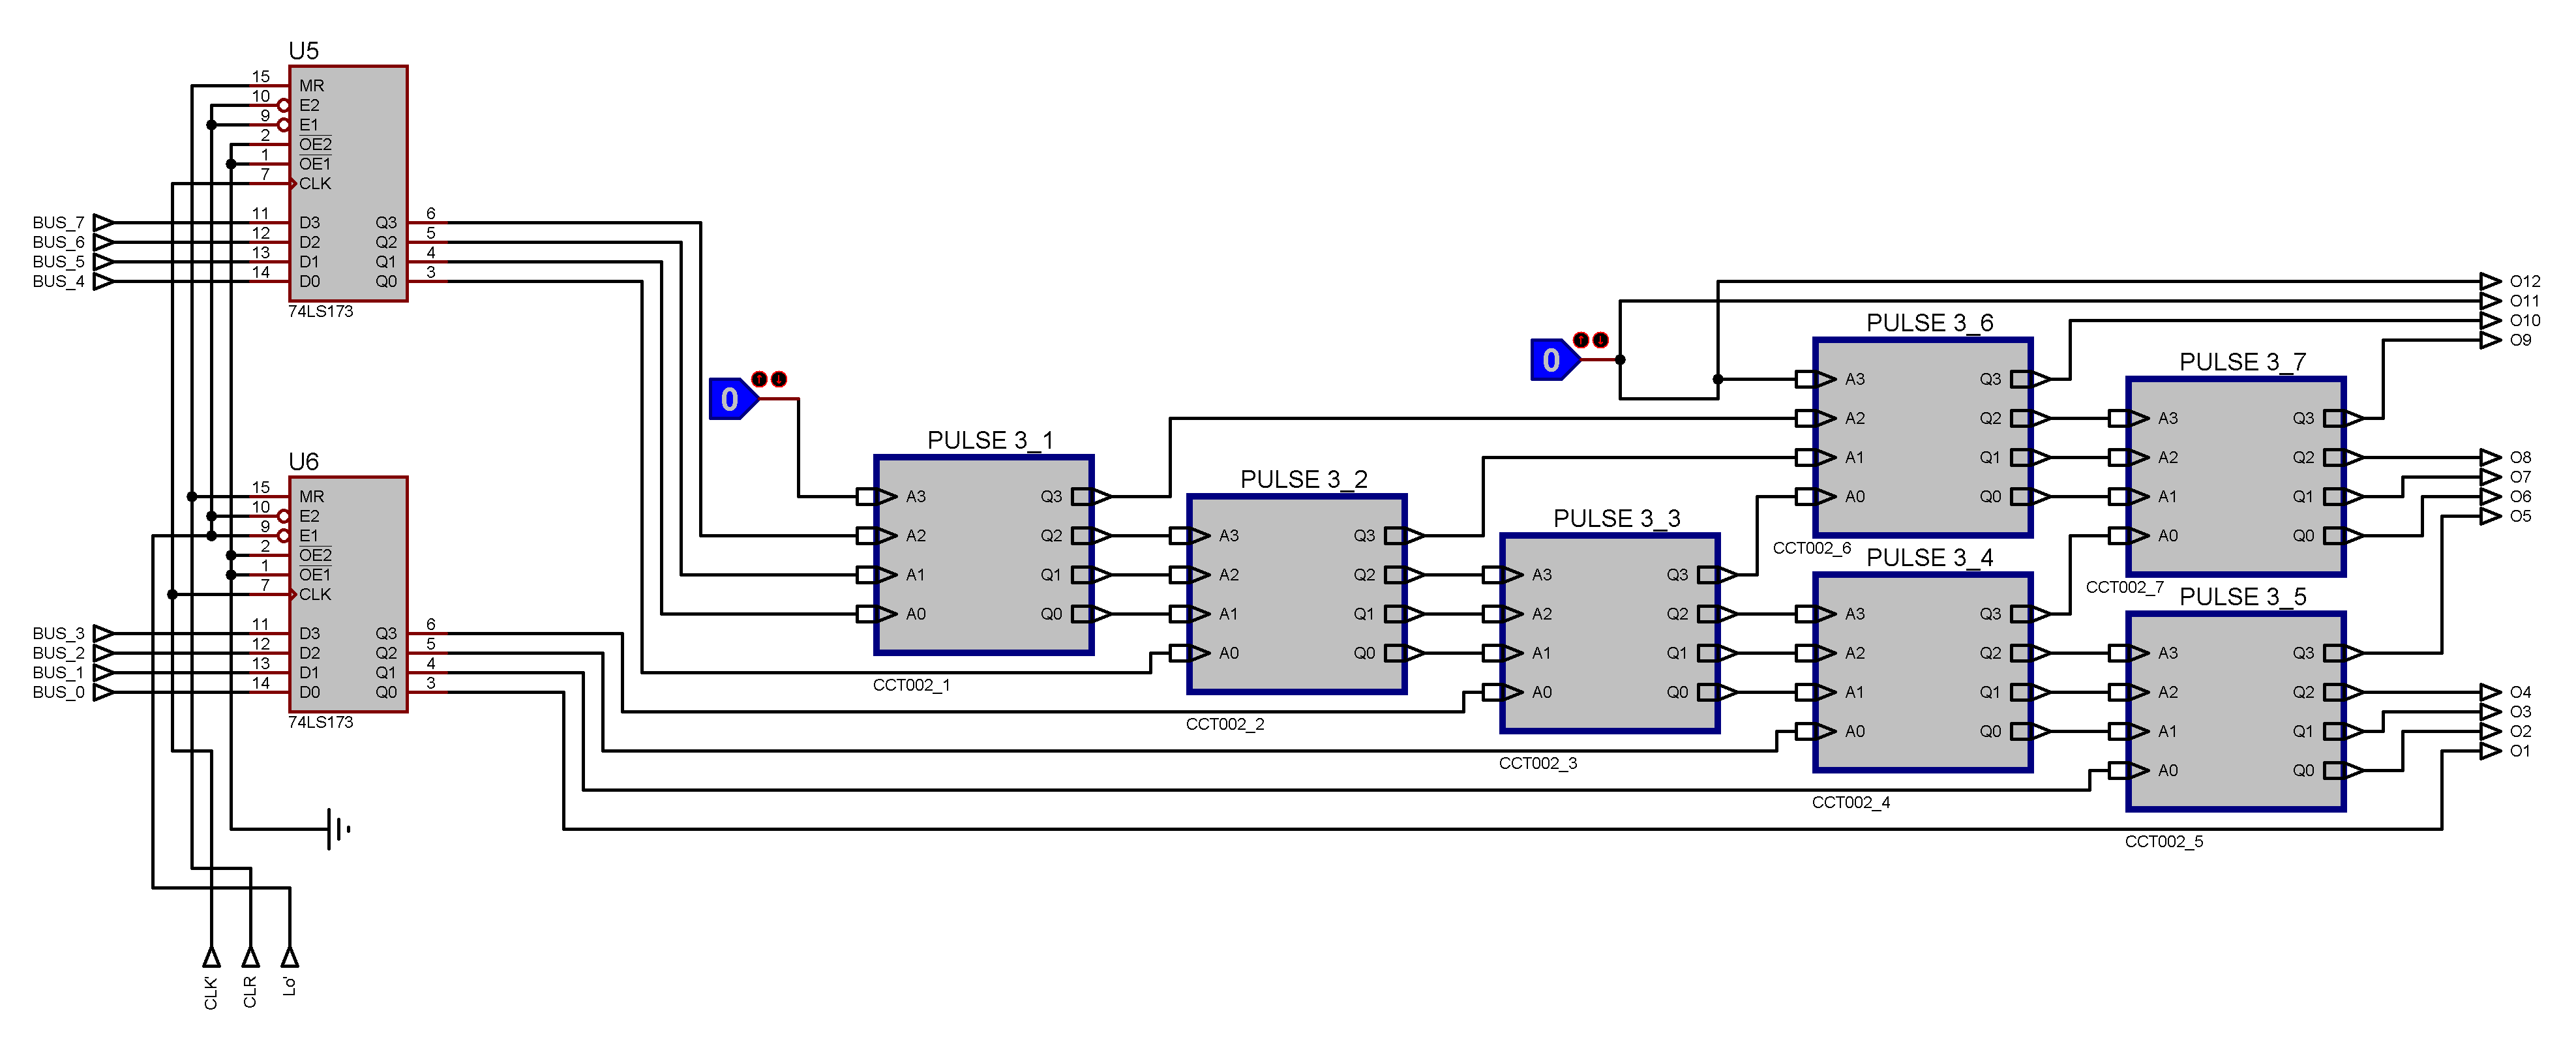 U5
15 MR
10 E2
9 E1
2 OE2
1 OE1
7 CLK
BUS_7 11 D3 Q3 6
BUS_6 12 D2 Q2 5
BUS_5 13 D1 Q1 4
BUS_4 14 D0 Q0 3
74LS173
U6
15 MR
10 E2
9 E1
2 OE2
1 OE1
7 CLK
BUS_3 11 D3 Q3 6
BUS_2 12 D2 Q2 5
BUS_1 13 D1 Q1 4
BUS_0 14 D0 Q0 3
74LS173
CLK'
CLR
Lo'
0
PULSE 3_1
A3 Q3
A2 Q2
A1 Q1
A0 Q0
CCT002_1
PULSE 3_2
A3 Q3
A2 Q2
A1 Q1
A0 Q0
CCT002_2
PULSE 3_3
A3 Q3
A2 Q2
A1 Q1
A0 Q0
CCT002_3
0
PULSE 3_6
A3 Q3
A2 Q2
A1 Q1
A0 Q0
CCT002_6
PULSE 3_4
A3 Q3
A2 Q2
A1 Q1
A0 Q0
CCT002_4
PULSE 3_7
A3 Q3
A2 Q2
A1 Q1
A0 Q0
CCT002_7
PULSE 3_5
A3 Q3
A2 Q2
A1 Q1
A0 Q0
CCT002_5
O12
O11
O10
O9
O8
O7
O6
O5
O4
O3
O2
O1